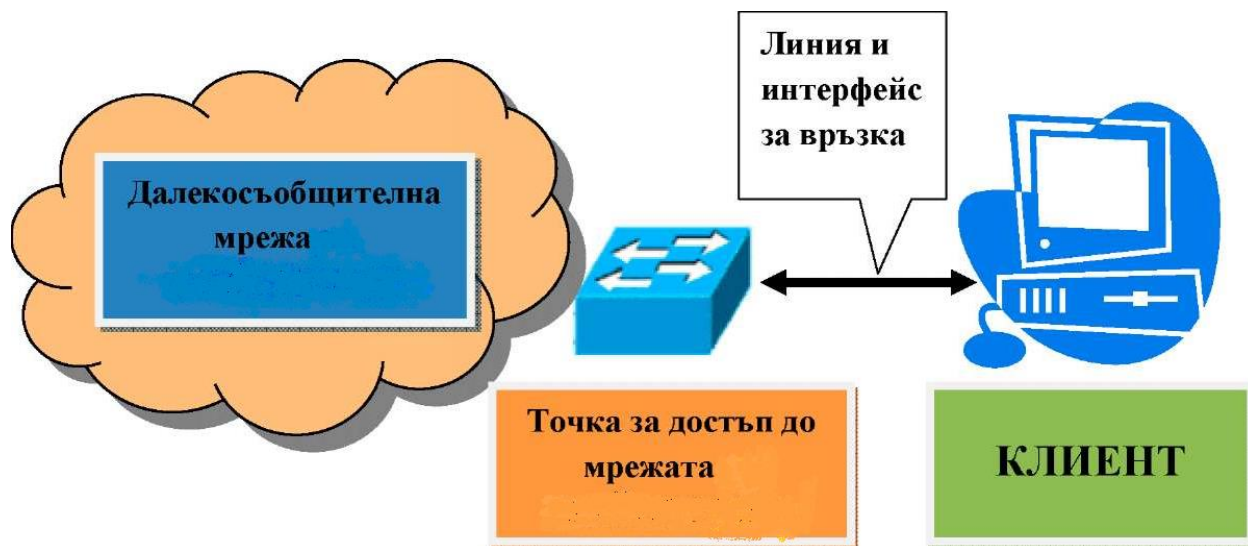 Линия и
интерфейс
за връзка
Далекосъобщителна
мрежа
Точка за достъп до
мрежата
КЛИЕНТ